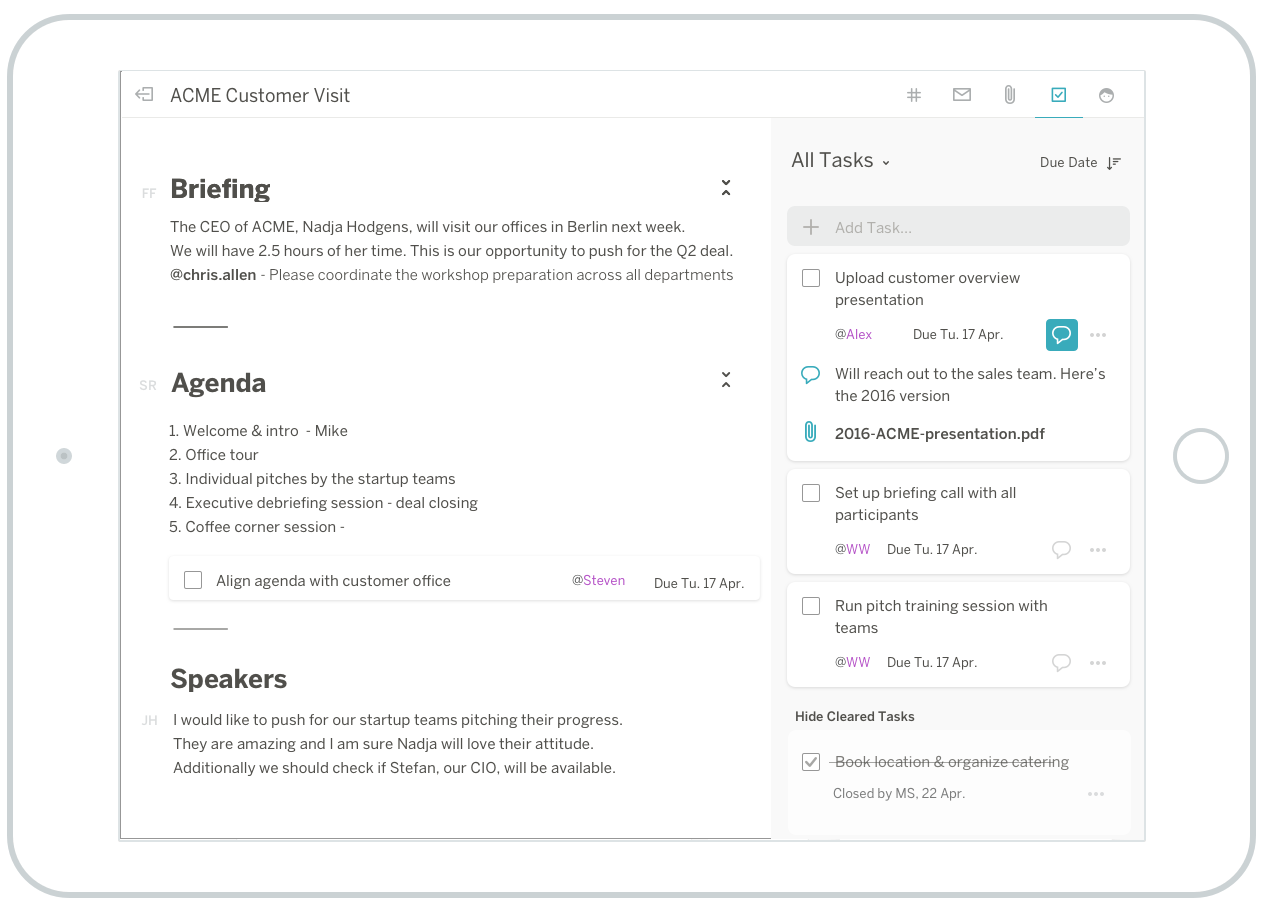 ACME Customer Visit
FF
Briefing
The CEO of ACME, Nadja Hodgens, will visit our offices in Berlin next week.
We will have 2.5 hours of her time. This is our opportunity to push for the Q2 deal.
@chris.allen - Please coordinate the workshop preparation across all departments
SR
Agenda
1. Welcome & intro  - Mike
2. Office tour
3. Individual pitches by the startup teams
4. Executive debriefing session - deal closing
5. Coffee corner session -
Align agenda with customer office @Steven Due Tu. 17 Apr.
Speakers
JH
I would like to push for our startup teams pitching their progress.
They are amazing and I am sure Nadja will love their attitude.
Additionally we should check if Stefan, our CIO, will be available.
All Tasks
Due Date
Add Task...
Upload customer overview
presentation
@Alex Due Tu. 17 Apr.
Will reach out to the sales team. Here's
the 2016 version
2016-ACME-presentation.pdf
Set up briefing call with all
participants
@WW Due Tu. 17 Apr.
Run pitch training session with
teams
@WW Due Tu. 17 Apr.
Hide Cleared Tasks
Book location & organize catering
Closed by MS, 22 Apr.